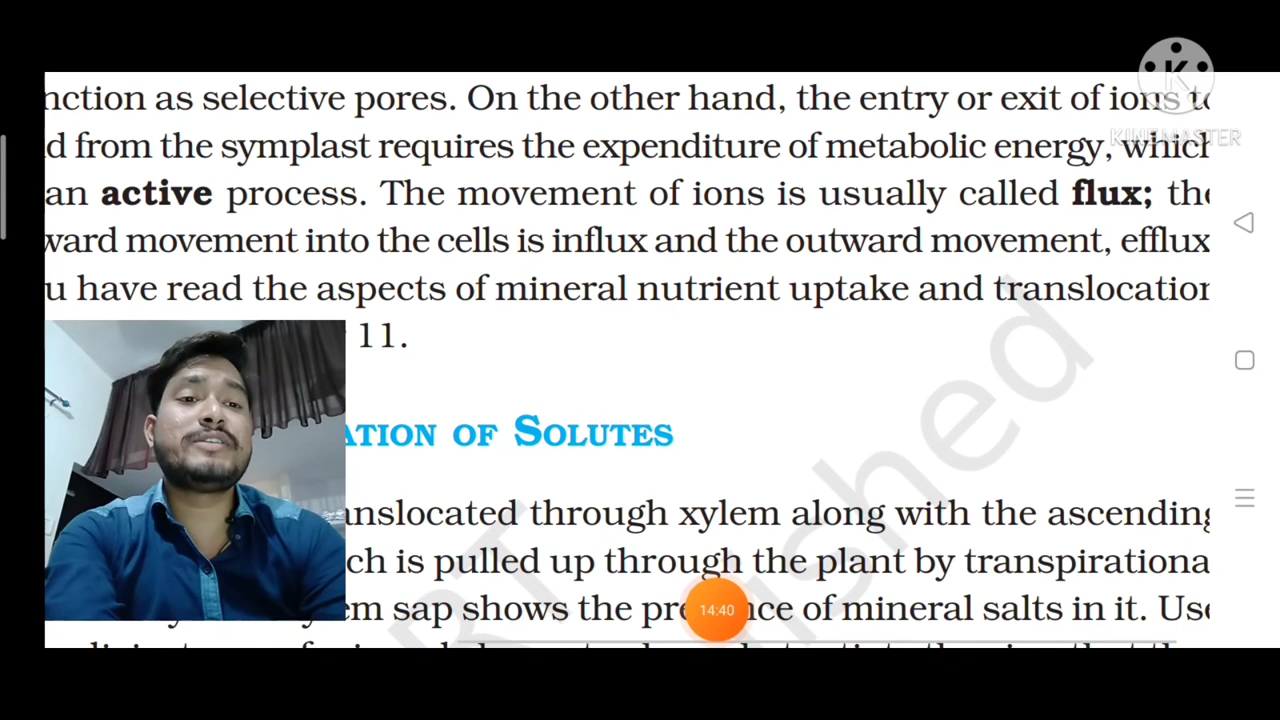 nction as selective pores. On the other hand, the entry or exit of ions to
d from the symplast requires the expenditure of metabolic energy, which
an active process. The movement of ions is usually called flux; the
ward movement into the cells is influx and the outward movement, efflux
u have read the aspects of mineral nutrient uptake and translocation
11.
ATION OF SOLUTES
anslocated through xylem along with the ascending
ch is pulled up through the plant by transpirationa
em sap shows the pre nce of mineral salts in it. Use
K
KINEMASTER
14:40